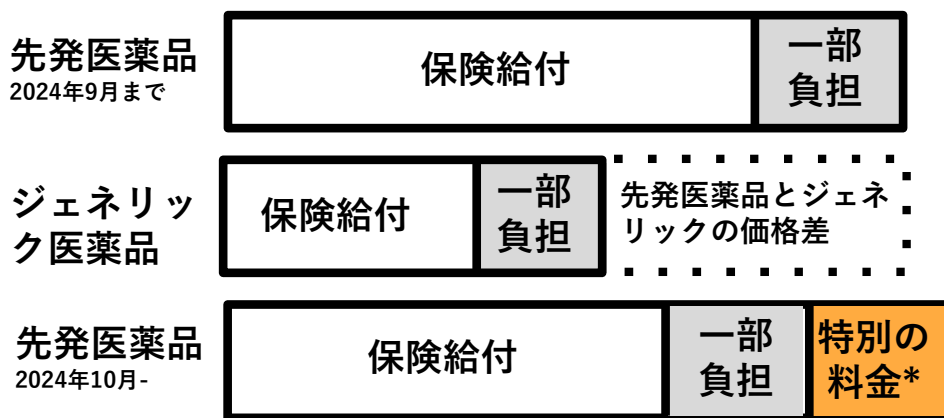 先発医薬品
2024年9月まで
保険給付
一部
負担
ジェネリッ
ク医薬品
保険給付
一部
負担
先発医薬品とジェネ
リックの価格差
先発医薬品
2024年10月-
保険給付
一部
負担
特別の
料金*